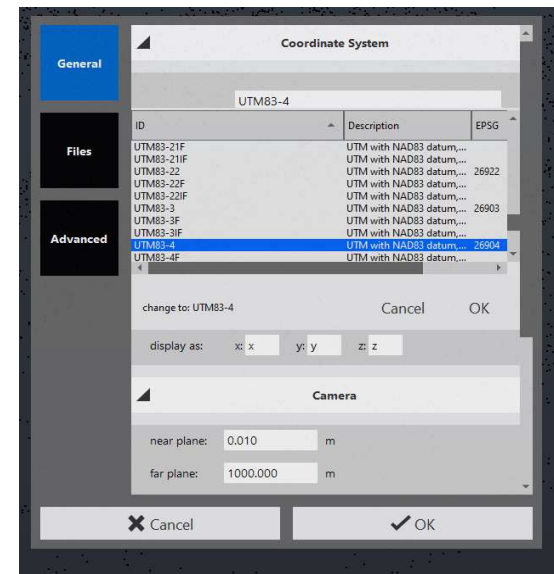 General
Files
Advanced
Coordinate System
UTM83-4
ID Description EPSG
UTM83-21F UTM with NAD83 datum,...
UTM83-21IF UTM with NAD83 datum,...
UTM83-22 UTM with NAD83 datum,... 26922
UTM83-22F UTM with NAD83 datum,...
UTM83-22IF UTM with NAD83 datum,...
UTM83-3 UTM with NAD83 datum,... 26903
UTM83-3F UTM with NAD83 datum,...
UTM83-3IF UTM with NAD83 datum,...
UTM83-4 UTM with NAD83 datum,... 26904
UTM83-4F UTM with NAD83 datum,...
change to: UTM83-4 Cancel OK
display as: x: x y: y z: z
Camera
near plane: 0.010 m
far plane: 1000.000 m
Cancel OK